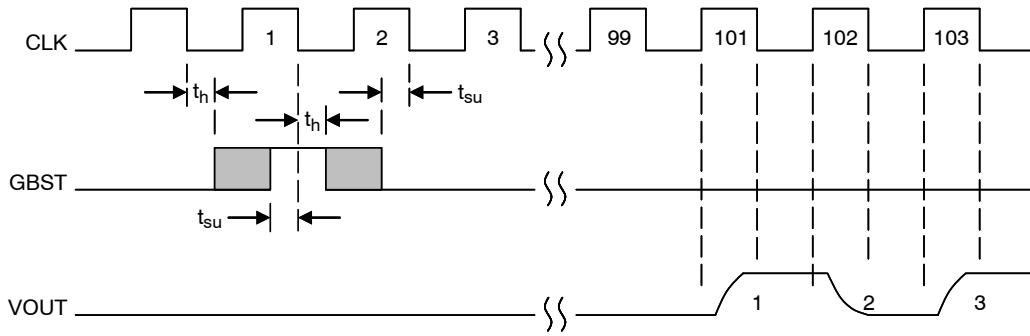 CLK 1 2 3 99 101 102 103
th tsu
th
GBST
tsu
VOUT 1 2 3